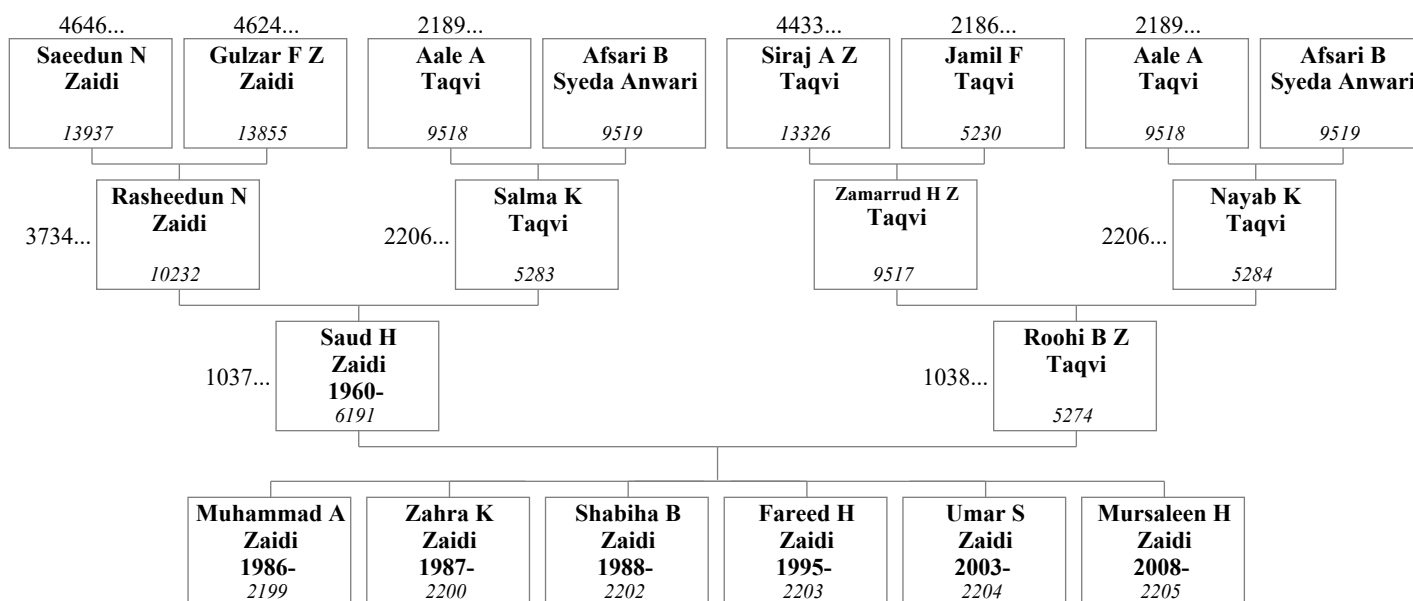 4646...
4624...
2189...
4433...
2186...
2189...
Saeedun N
Zaidi
13937
Gulzar F Z
Zaidi
13855
Aale A
Taqvi
9518
Afsari B
Syeda Anwari
9519
Siraj A Z
Taqvi
13326
Jamil F
Taqvi
5230
Aale A
Taqvi
9518
Afsari B
Syeda Anwari
9519
3734...
Rasheedun N
Zaidi
10232
2206...
Salma K
Taqvi
5283
Zamarrud H Z
Taqvi
9517
2206...
Nayab K
Taqvi
5284
1037...
Saud H
Zaidi
1960-
6191
1038...
Roohi B Z
Taqvi
5274
Muhammad A
Zaidi
1986-
2199
Zahra K
Zaidi
1987-
2200
Shabiha B
Zaidi
1988-
2202
Fareed H
Zaidi
1995-
2203
Umar S
Zaidi
2003-
2204
Mursaleen H
Zaidi
2008-
2205